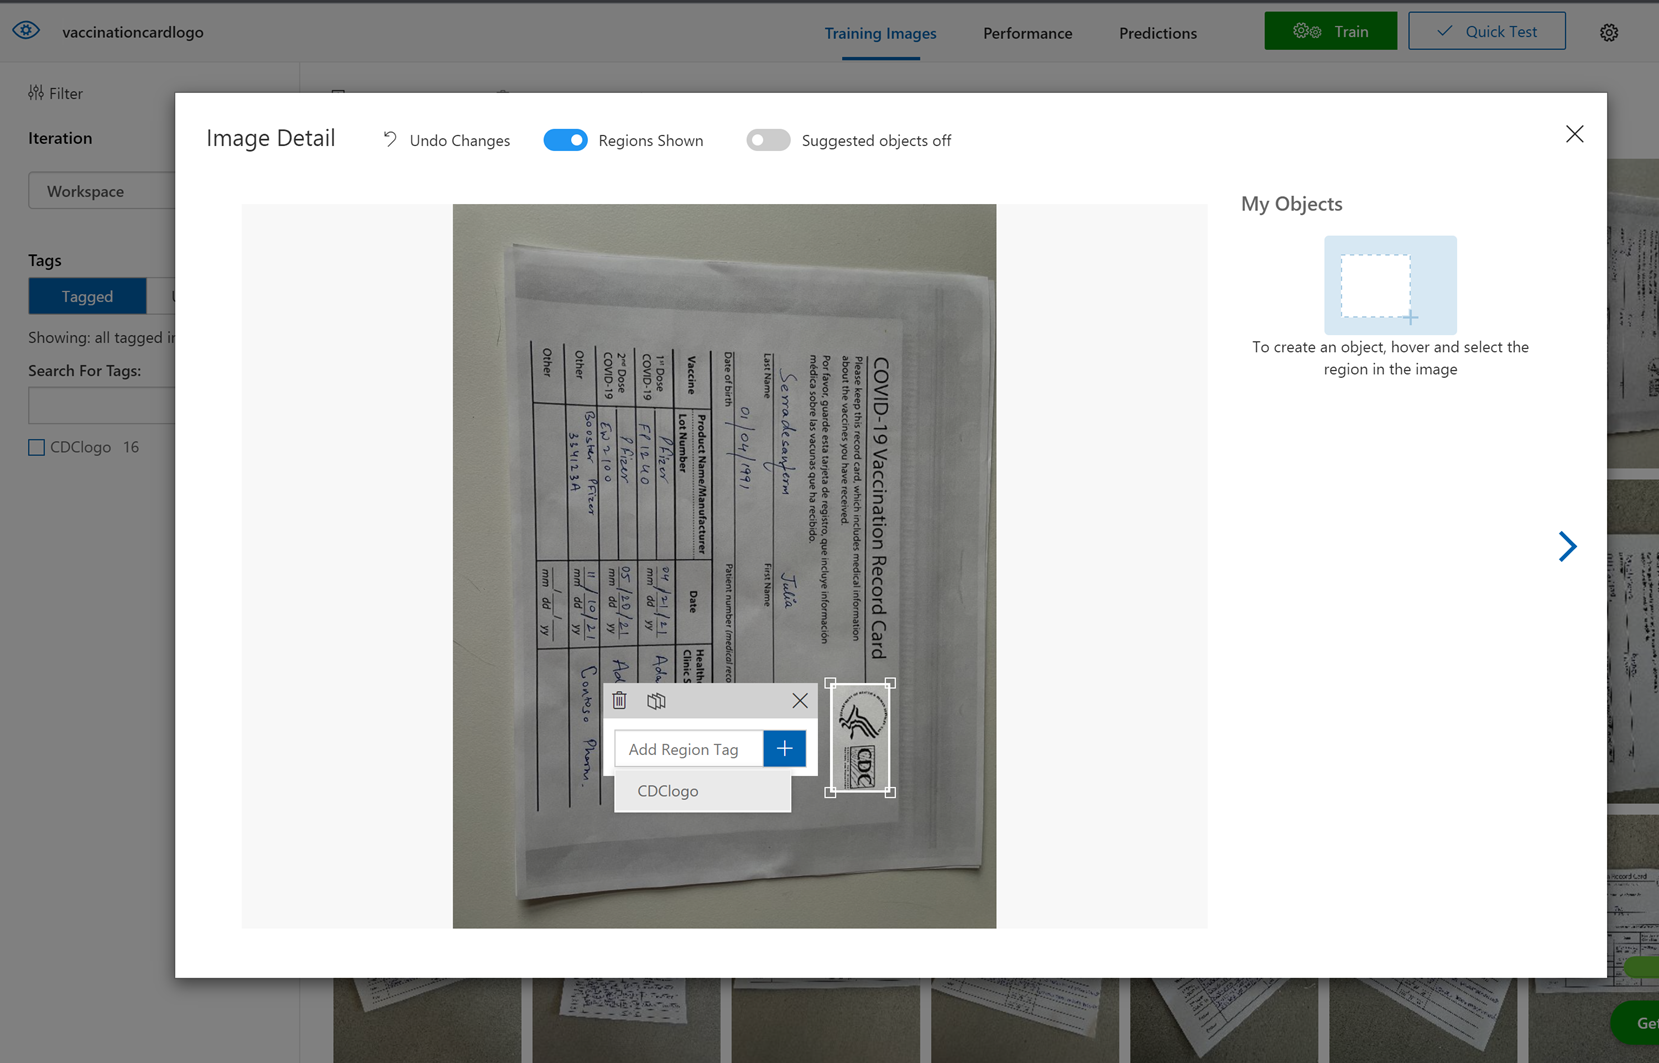 vaccinationcardlogo
Training Images
Performance
Predictions
Train
Quick Test
Filter
Iteration
Workspace
Tags
Tagged
Showing: all tagged
Search For Tags:
CDClogo 16
Image Detail
Undo Changes
Regions Shown
Suggested objects off
My Objects
To create an object, hover and select the
region in the image
COVID-19 Vaccination Record Card
Please keep this record card, which includes medical information
about the vaccines you have received.
Por favor, guarde esta tarjeta de registro, que incluye información
médica sobre las vacunas que ha recibido.
Julia
Last Name
First Name
01/04/1991
Date of birth
Patient number (medical reco
Vaccine
Product Name/Manufacturer
Lot Number
Date
Healthc
Clinic S
1st Dose
COVID-19
Pfizer
FP1240
04/21/21
mm dd yy
Ada
2nd Dose
COVID-19
Pfizer
EW2100
05/20/21
mm dd yy
Ad
Other
Booster Pfizer
334123A
11/10/21
mm dd yy
Contoso Pharm.
Other
mm dd yy
CDC
Add Region Tag
CDClogo
Get